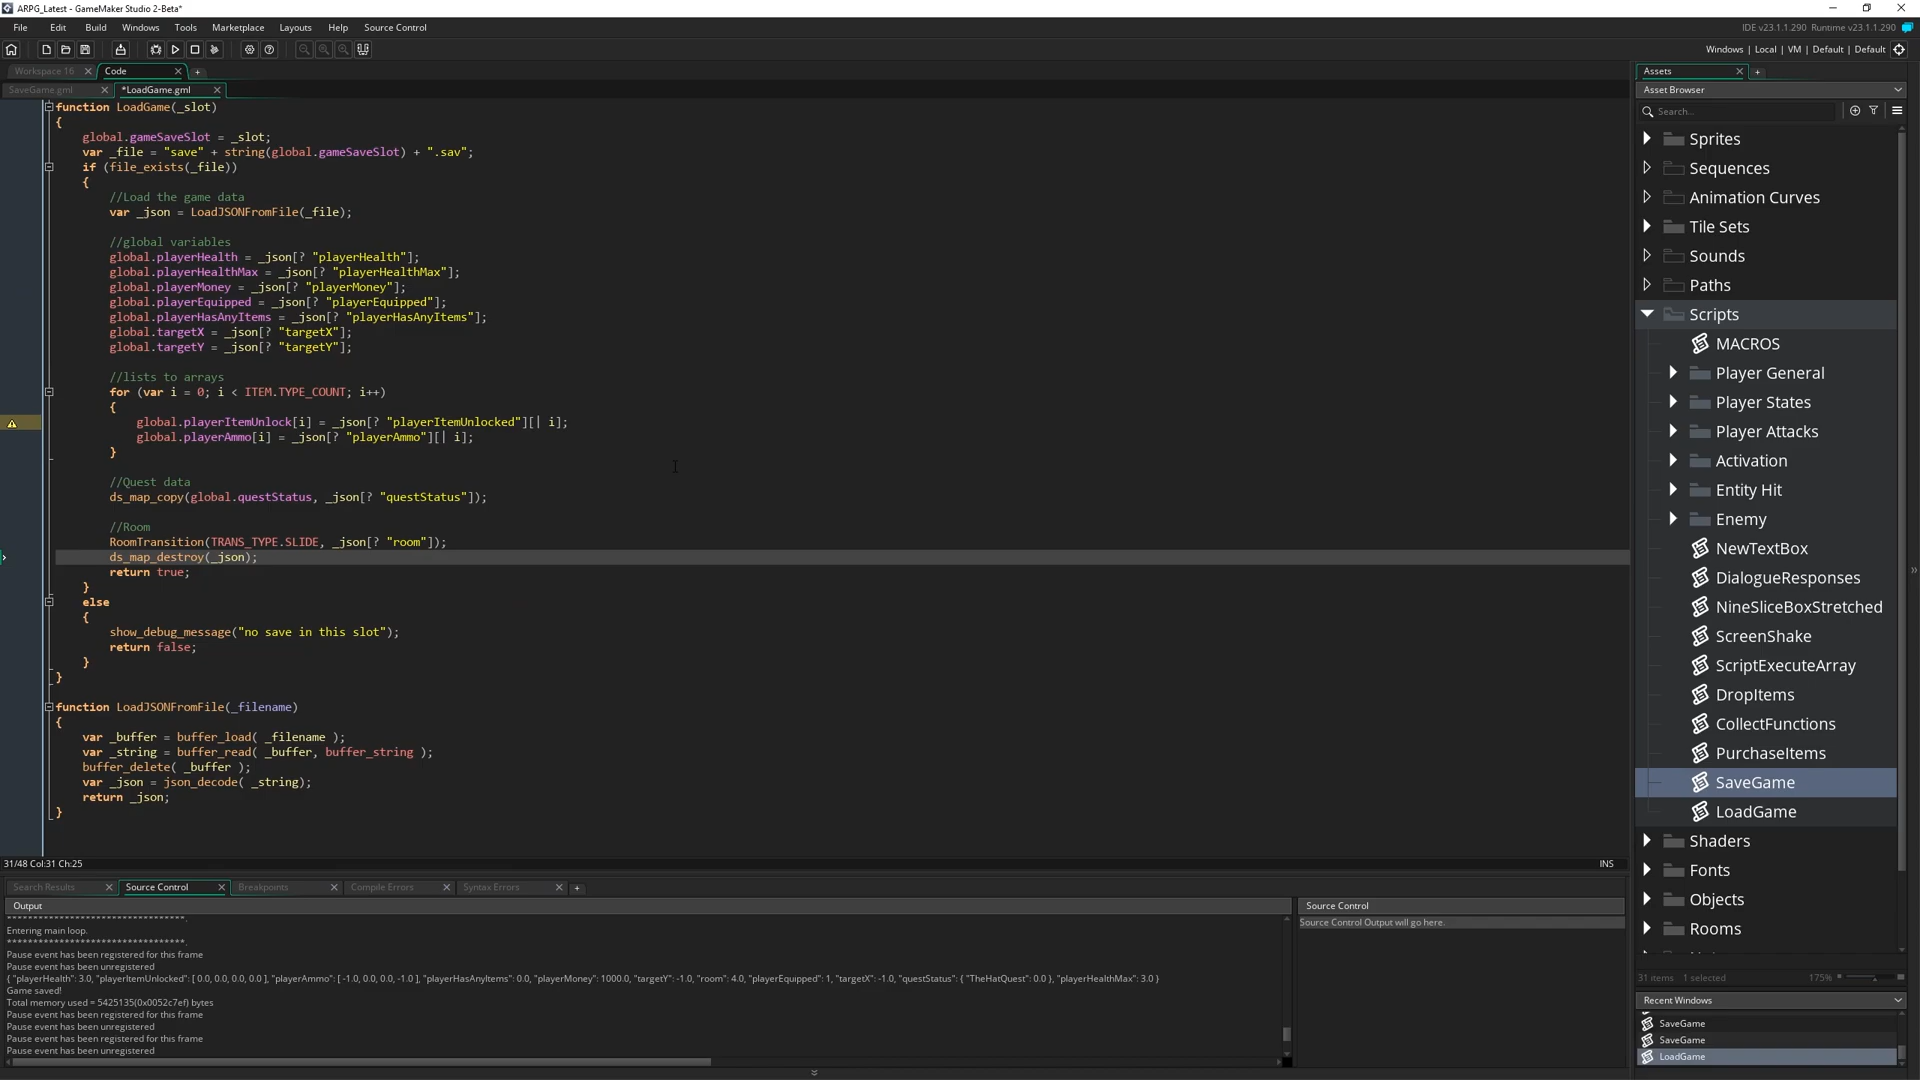 ARPG_Latest - GameMaker Studio 2-Beta*
File Edit Build Windows Tools Marketplace Layouts Help Source Control
IDE v23.1.1.290 Runtime v23.1.1.290
Windows | Local | VM | Default | Default
Workspace 16
Code
SaveGame.gml
*LoadGame.gml
function LoadGame(_slot)
{
global.gameSaveSlot = _slot;
var _file = "save" + string(global.gameSaveSlot) + ".sav";
if (file_exists(_file))
{
//Load the game data
var _json = LoadJSONFromFile(_file);
//global variables
global.playerHealth = _json[? "playerHealth"];
global.playerHealthMax = _json[? "playerHealthMax"];
global.playerMoney = _json[? "playerMoney"];
global.playerEquipped = _json[? "playerEquipped"];
global.playerHasAnyItems = _json[? "playerHasAnyItems"];
global.targetX = _json[? "targetX"];
global.targetY = _json[? "targetY"];
//lists to arrays
for (var i = 0; i < ITEM.TYPE_COUNT; i++)
{
global.playerItemUnlock[i] = _json[? "playerItemUnlocked"][| i];
global.playerAmmo[i] = _json[? "playerAmmo"][| i];
}
//Quest data
ds_map_copy(global.questStatus, _json[? "questStatus"]);
//Room
RoomTransition(TRANS_TYPE.SLIDE, _json[? "room"]);
ds_map_destroy(_json);
return true;
}
else
{
show_debug_message("no save in this slot");
return false;
}
}
function LoadJSONFromFile(_filename)
{
var _buffer = buffer_load( _filename );
var _string = buffer_read( _buffer, buffer_string );
buffer_delete( _buffer );
var _json = json_decode( _string);
return _json;
}
31/48 Col:31 Ch:25
INS
Search Results
Source Control
Breakpoints
Compile Errors
Syntax Errors
Output
***********************************.
Entering main loop.
***********************************.
Pause event has been registered for this frame
Pause event has been unregistered
{ "playerHealth": 3.0, "playerItemUnlocked": [ 0.0, 0.0, 0.0, 0.0 ], "playerAmmo": [ -1.0, 0.0, 0.0, -1.0 ], "playerHasAnyItems": 0.0, "playerMoney": 1000.0, "targetY": -1.0, "room": 4.0, "playerEquipped": 1, "targetX": -1.0, "questStatus": { "TheHatQuest": 0.0 }, "playerHealthMax": 3.0 }
Game saved!
Total memory used = 5425135(0x0052c7ef) bytes
Pause event has been registered for this frame
Pause event has been unregistered
Pause event has been registered for this frame
Pause event has been unregistered
Source Control
Source Control Output will go here.
Assets
Asset Browser
Search...
Sprites
Sequences
Animation Curves
Tile Sets
Sounds
Paths
Scripts
MACROS
Player General
Player States
Player Attacks
Activation
Entity Hit
Enemy
NewTextBox
DialogueResponses
NineSliceBoxStretched
ScreenShake
ScriptExecuteArray
DropItems
CollectFunctions
PurchaseItems
SaveGame
LoadGame
Shaders
Fonts
Objects
Rooms
31 items 1 selected
175%
Recent Windows
SaveGame
SaveGame
LoadGame